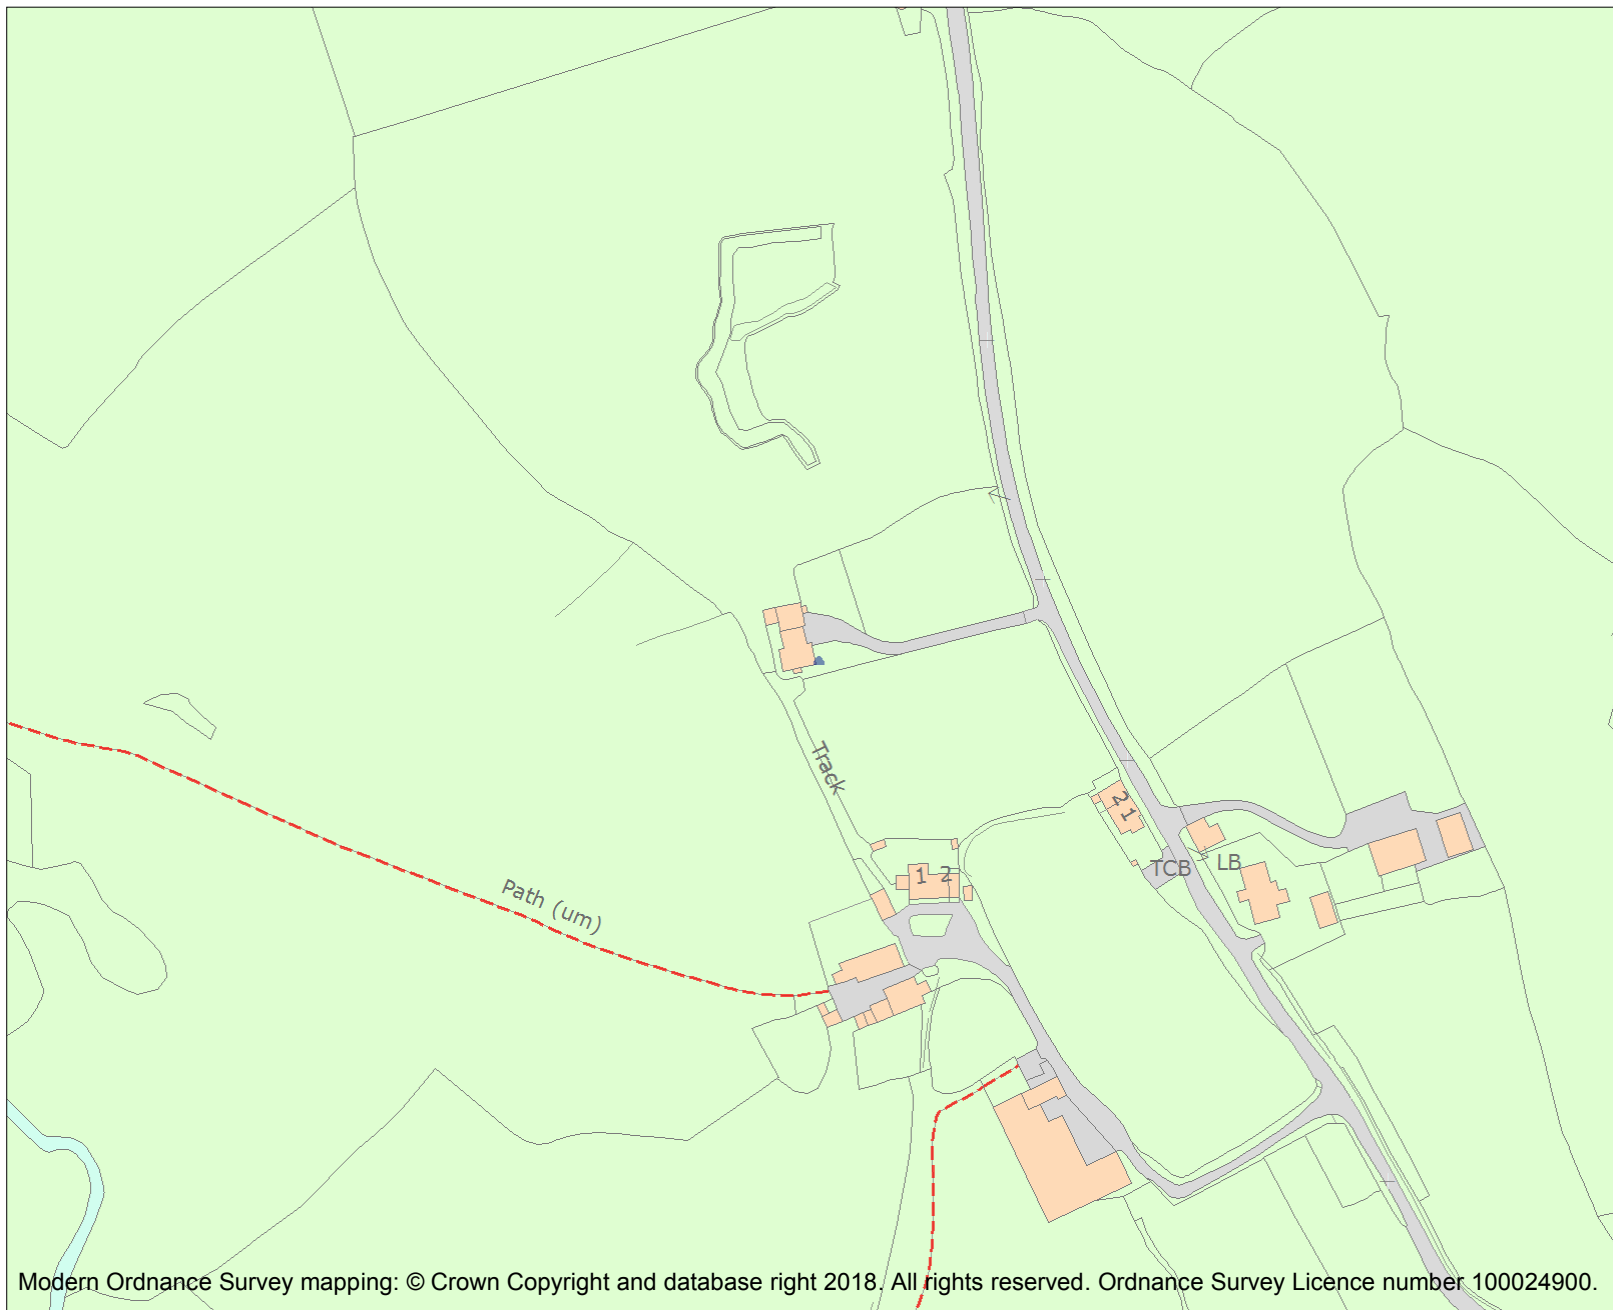 Track
2
1
TCB
LB
1
2
Path (um)
Modern Ordnance Survey mapping: © Crown Copyright and database right 2018. All rights reserved. Ordnance Survey Licence number 100024900.